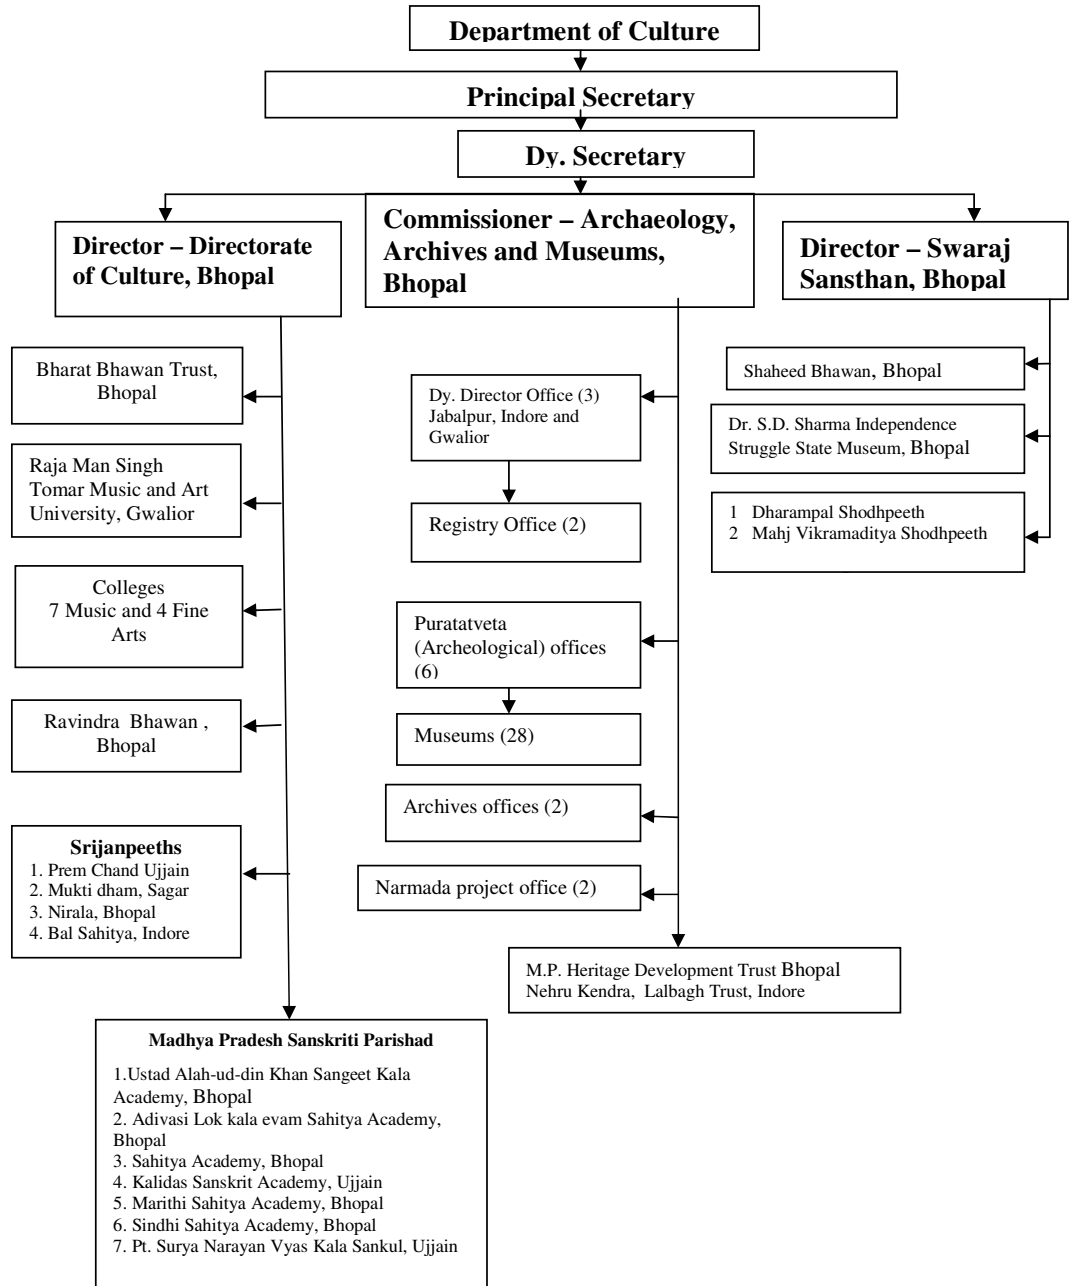 Department of Culture
Principal Secretary
Dy. Secretary
Director – Directorate
of Culture, Bhopal
Commissioner – Archaeology,
Archives and Museums,
Bhopal
Director – Swaraj
Sansthan, Bhopal
Bharat Bhawan Trust,
Bhopal
Raja Man Singh
Tomar Music and Art
University, Gwalior
Colleges
7 Music and 4 Fine
Arts
Ravindra Bhawan ,
Bhopal
Srijanpeeths
1. Prem Chand Ujjain
2. Mukti dham, Sagar
3. Nirala, Bhopal
4. Bal Sahitya, Indore
Madhya Pradesh Sanskriti Parishad
1.Ustad Alah-ud-din Khan Sangeet Kala
Academy, Bhopal
2. Adivasi Lok kala evam Sahitya Academy,
Bhopal
3. Sahitya Academy, Bhopal
4. Kalidas Sanskrit Academy, Ujjain
5. Marithi Sahitya Academy, Bhopal
6. Sindhi Sahitya Academy, Bhopal
7. Pt. Surya Narayan Vyas Kala Sankul, Ujjain
Dy. Director Office (3)
Jabalpur, Indore and
Gwalior
Registry Office (2)
Puratatveta
(Archeological) offices
(6)
Museums (28)
Archives offices (2)
Narmada project office (2)
M.P. Heritage Development Trust Bhopal
Nehru Kendra, Lalbagh Trust, Indore
Shaheed Bhawan, Bhopal
Dr. S.D. Sharma Independence
Struggle State Museum, Bhopal
1 Dharampal Shodhpeeth
2 Mahj Vikramaditya Shodhpeeth